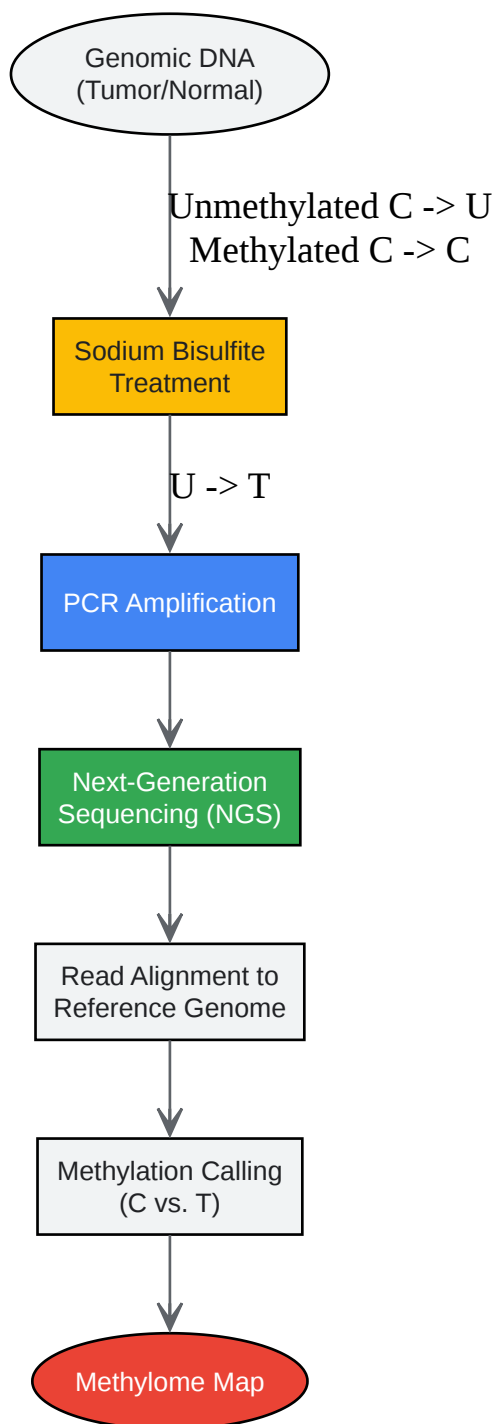 Genomic DNA
(Tumor/Normal)
Unmethylated C -> U
Methylated C -> C
Sodium Bisulfite
Treatment
U -> T
PCR Amplification
Next-Generation
Sequencing (NGS)
Read Alignment to
Reference Genome
Methylation Calling
(C vs. T)
Methylome Map